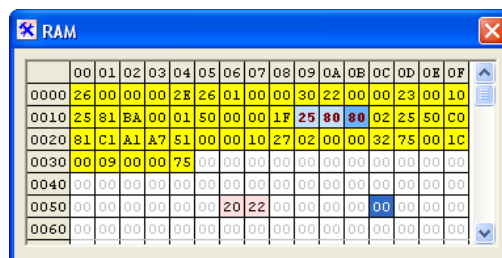 RAM
00 01 02 03 04 05 06 07 08 09 0A 0B 0C 0D 0E 0F
0000 26 00 00 00 2E 26 01 00 00 30 22 00 00 23 00 10
0010 25 81 BA 00 01 50 00 00 1F 25 80 80 02 25 50 C0
0020 81 C1 A1 A7 51 00 00 10 27 02 00 00 32 75 00 1C
0030 00 09 00 00 75 00 00 00 00 00 00 00 00 00 00 00
0040 00 00 00 00 00 00 00 00 00 00 00 00 00 00 00 00
0050 00 00 00 00 00 00 20 22 00 00 00 00 00 00 00 00
0060 00 00 00 00 00 00 00 00 00 00 00 00 00 00 00 00